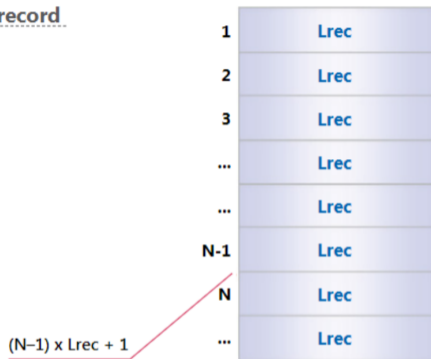 record
1 Lrec
2 Lrec
3 Lrec
... Lrec
... Lrec
N-1 Lrec
N Lrec
... Lrec
(N–1) x Lrec + 1